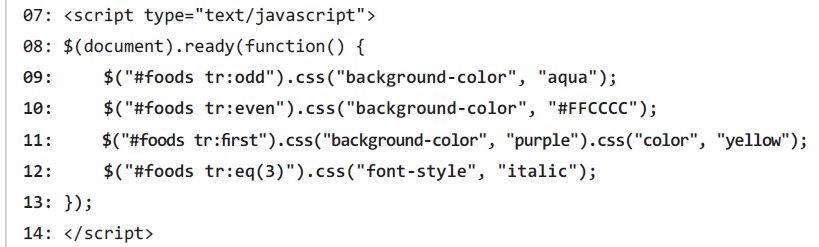 07: <script type="text/javascript">
08: $(document).ready(function() {
09: $("#foods tr:odd").css("background-color", "aqua");
10: $("#foods tr:even").css("background-color", "#FFCCCC");
11: $("#foods tr:first").css("background-color", "purple").css("color", "yellow");
12: $("#foods tr:eq(3)").css("font-style", "italic");
13: });
14: </script>